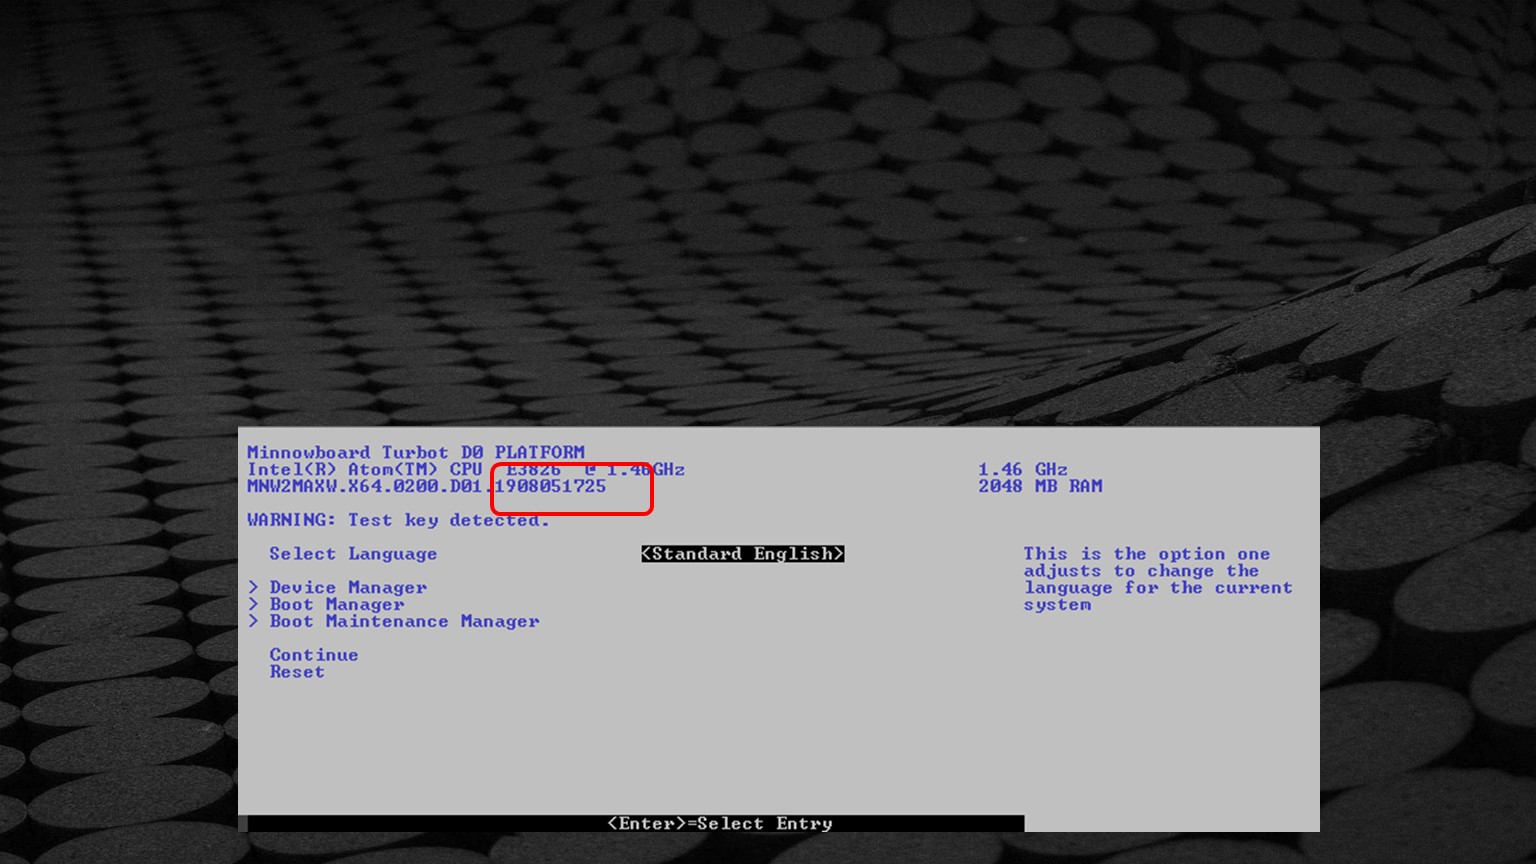 Minnowboard Turbot D0 PLATFORM
Intel(R) Atom(TM) CPU E3826 @ 1.46GHz 1.46 GHz
MNW2MAXW.X64.0200.D01.1908051725 2048 MB RAM
WARNING: Test key detected.
Select Language <Standard English> This is the option one
adjusts to change the
> Device Manager language for the current
> Boot Manager system
> Boot Maintenance Manager
Continue
Reset
<Enter>=Select Entry